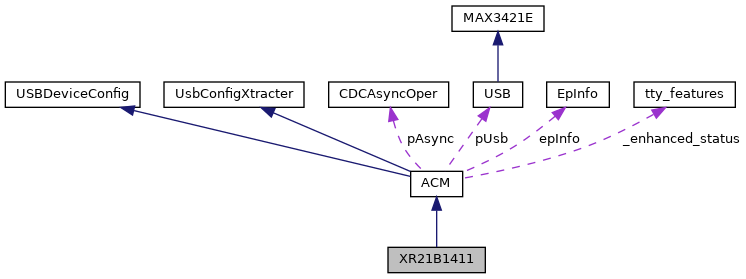 MAX3421E
USBDeviceConfig
UsbConfigXtracter
CDCAsyncOper
USB
EpInfo
tty_features
pAsync
pUsb
epInfo
_enhanced_status
ACM
XR21B1411